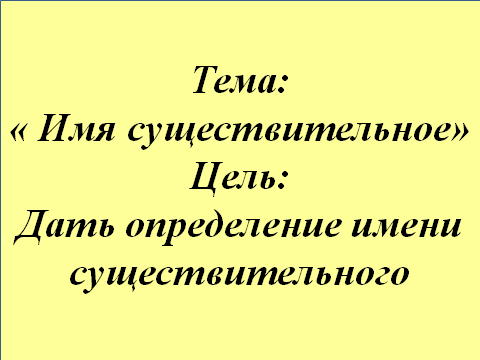 Тема:
« Имя существительное»
Цель:
Дать определение имени
существительного